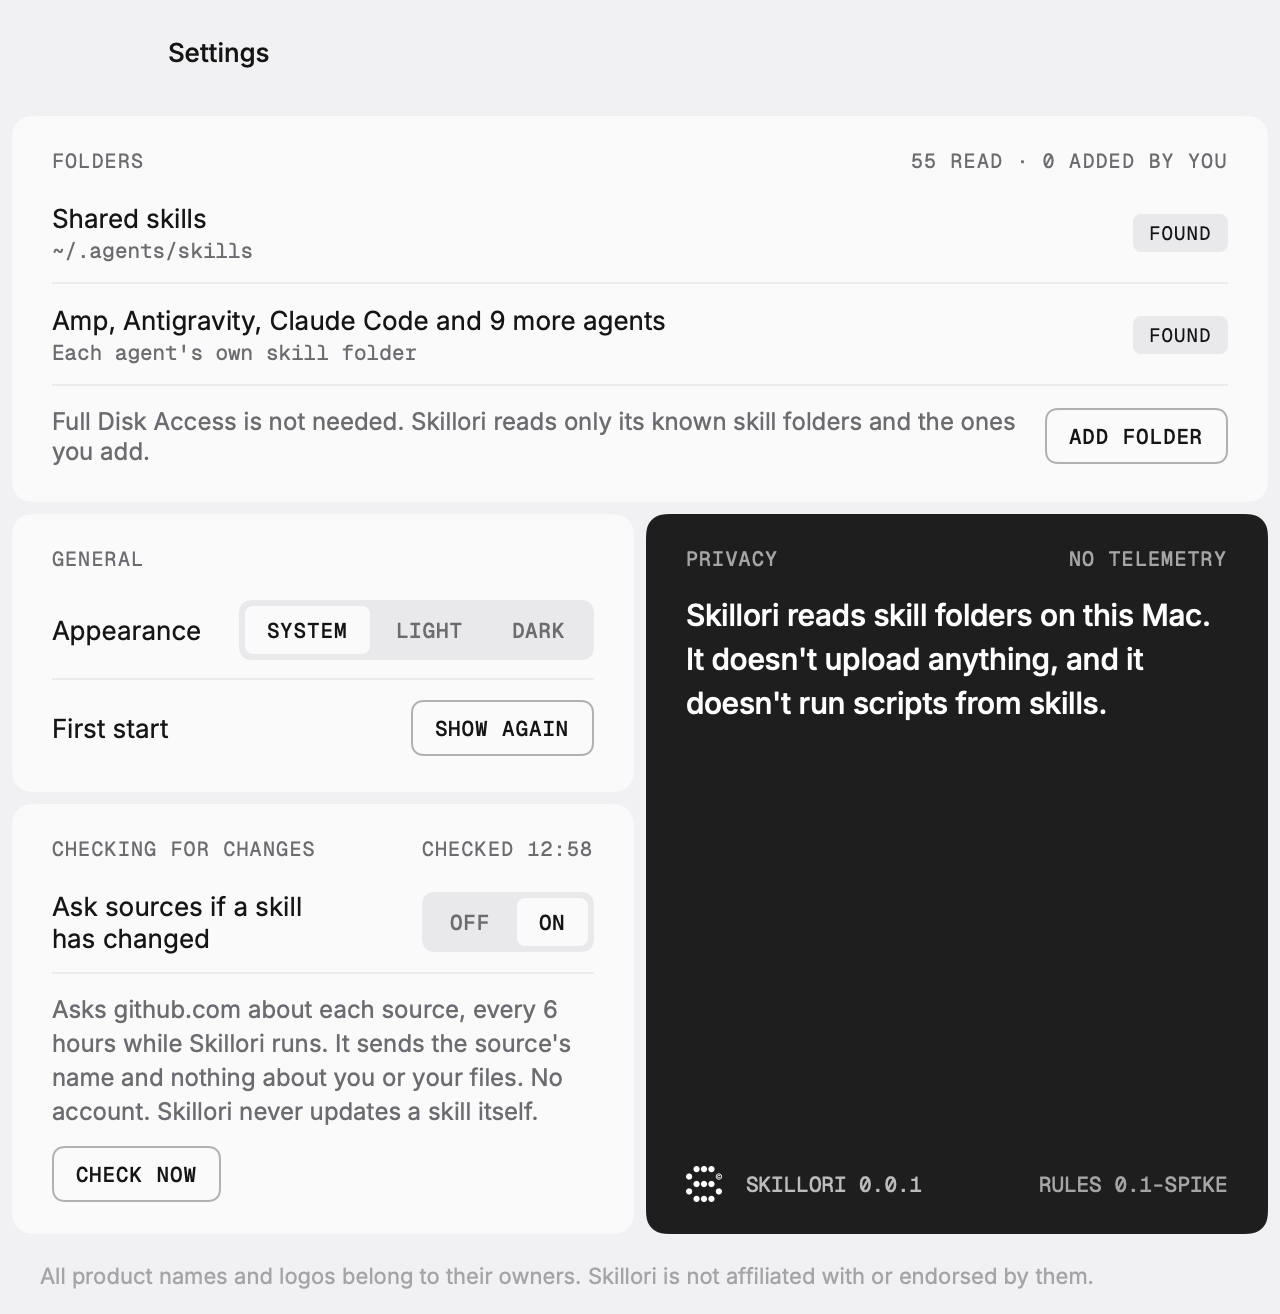 Settings
FOLDERS
55 READ · 0 ADDED BY YOU
Shared skills
~/.agents/skills
FOUND
Amp, Antigravity, Claude Code and 9 more agents
Each agent's own skill folder
FOUND
Full Disk Access is not needed. Skillori reads only its known skill folders and the ones
you add.
ADD FOLDER
GENERAL
Appearance
SYSTEM
LIGHT
DARK
First start
SHOW AGAIN
CHECKING FOR CHANGES
CHECKED 12:58
Ask sources if a skill
has changed
OFF
ON
Asks github.com about each source, every 6
hours while Skillori runs. It sends the source's
name and nothing about you or your files. No
account. Skillori never updates a skill itself.
CHECK NOW
PRIVACY
NO TELEMETRY
Skillori reads skill folders on this Mac.
It doesn't upload anything, and it
doesn't run scripts from skills.
SKILLORI 0.0.1
RULES 0.1-SPIKE
All product names and logos belong to their owners. Skillori is not affiliated with or endorsed by them.